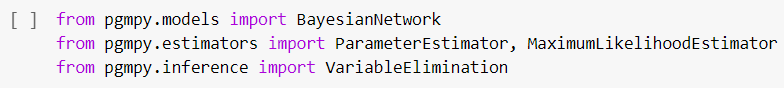 [ ] from pgmpy.models import BayesianNetwork
from pgmpy.estimators import ParameterEstimator, MaximumLikelihoodEstimator
from pgmpy.inference import VariableElimination